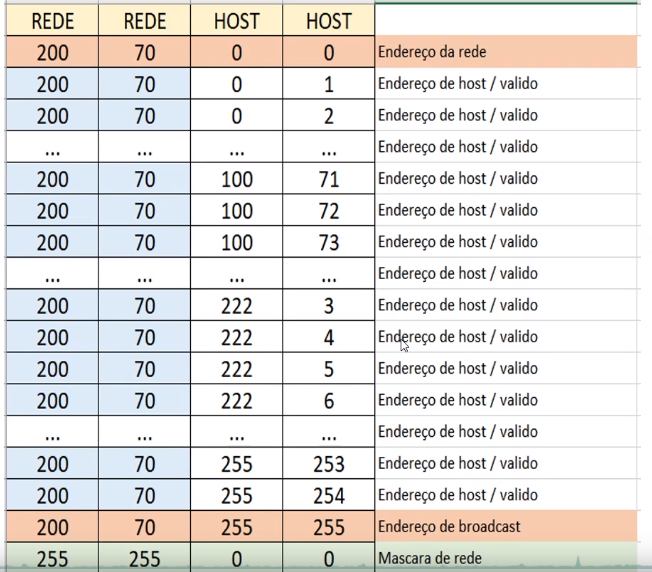 REDE REDE HOST HOST
200 70 0 0 Endereço da rede
200 70 0 1 Endereço de host / valido
200 70 0 2 Endereço de host / valido
... ... ... ... Endereço de host / valido
200 70 100 71 Endereço de host / valido
200 70 100 72 Endereço de host / valido
200 70 100 73 Endereço de host / valido
... ... ... ... Endereço de host / valido
200 70 222 3 Endereço de host / valido
200 70 222 4 Endereço de host / valido
200 70 222 5 Endereço de host / valido
200 70 222 6 Endereço de host / valido
... ... ... ... Endereço de host / valido
200 70 255 253 Endereço de host / valido
200 70 255 254 Endereço de host / valido
200 70 255 255 Endereço de broadcast
255 255 0 0 Mascara de rede